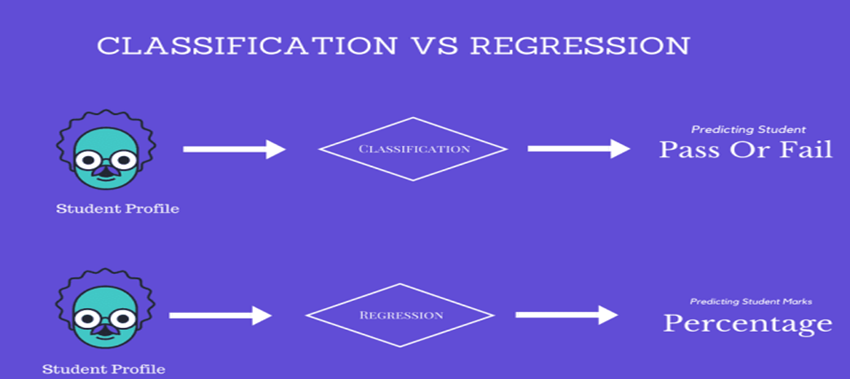 CLASSIFICATION VS REGRESSION
Student Profile
Classification
Predicting Student
Pass Or Fail
Student Profile
Regression
Predicting Student Marks
Percentage